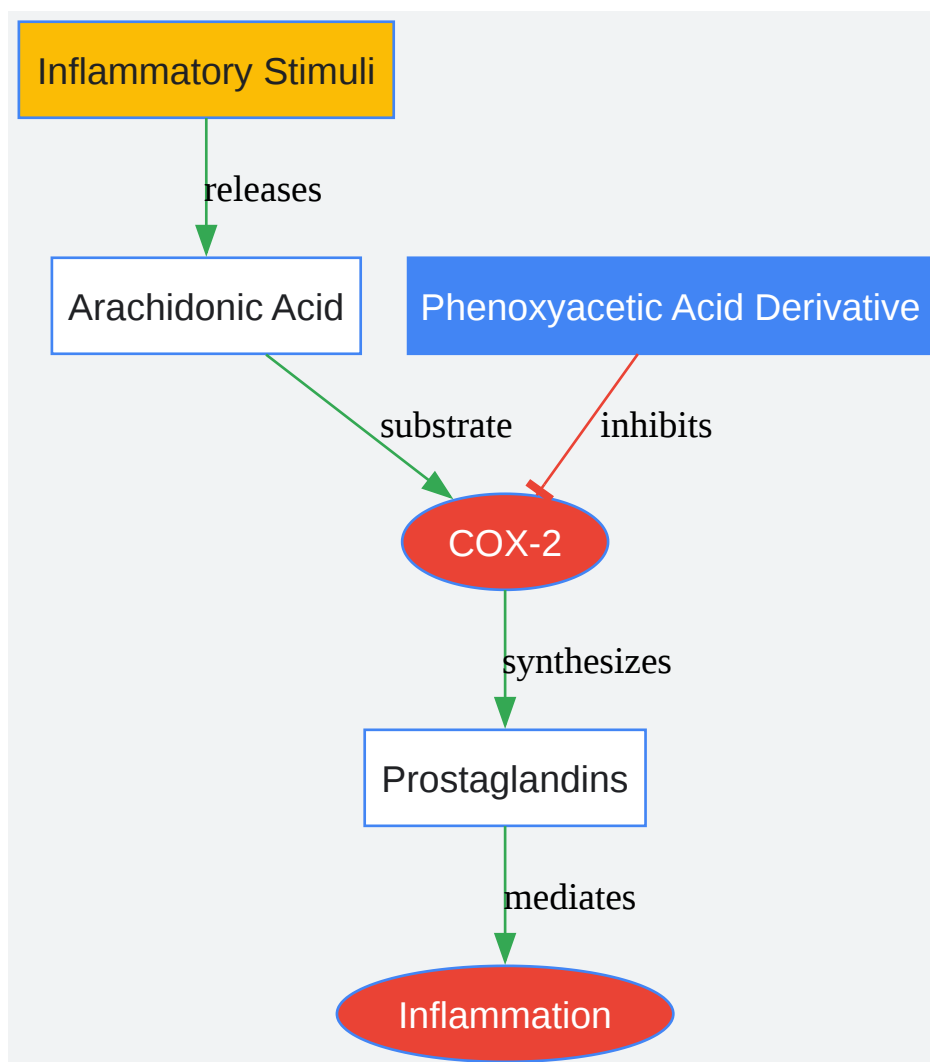 Inflammatory Stimuli
releases
Arachidonic Acid
Phenoxyacetic Acid Derivative
substrate
inhibits
COX-2
synthesizes
Prostaglandins
mediates
Inflammation